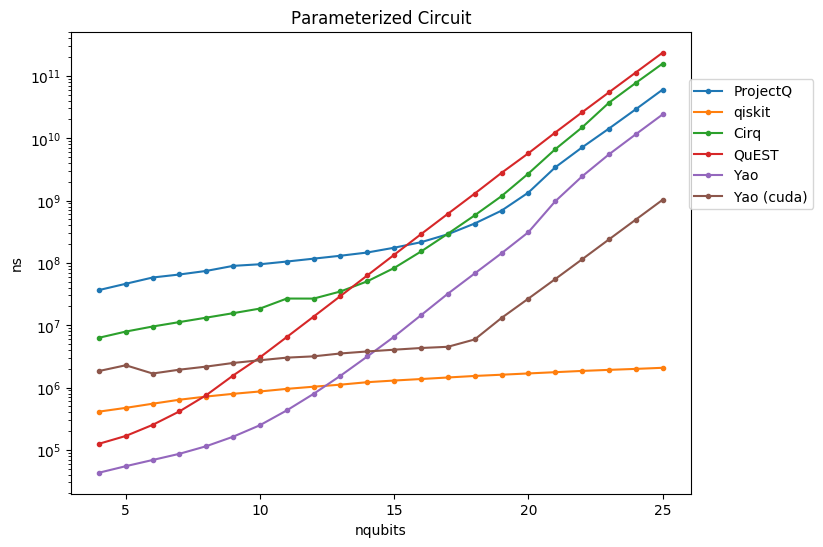 Parameterized Circuit
ns
10^11
10^10
10^9
10^8
10^7
10^6
10^5
5 10 15 20 25
nqubits
ProjectQ
qiskit
Cirq
QuEST
Yao
Yao (cuda)